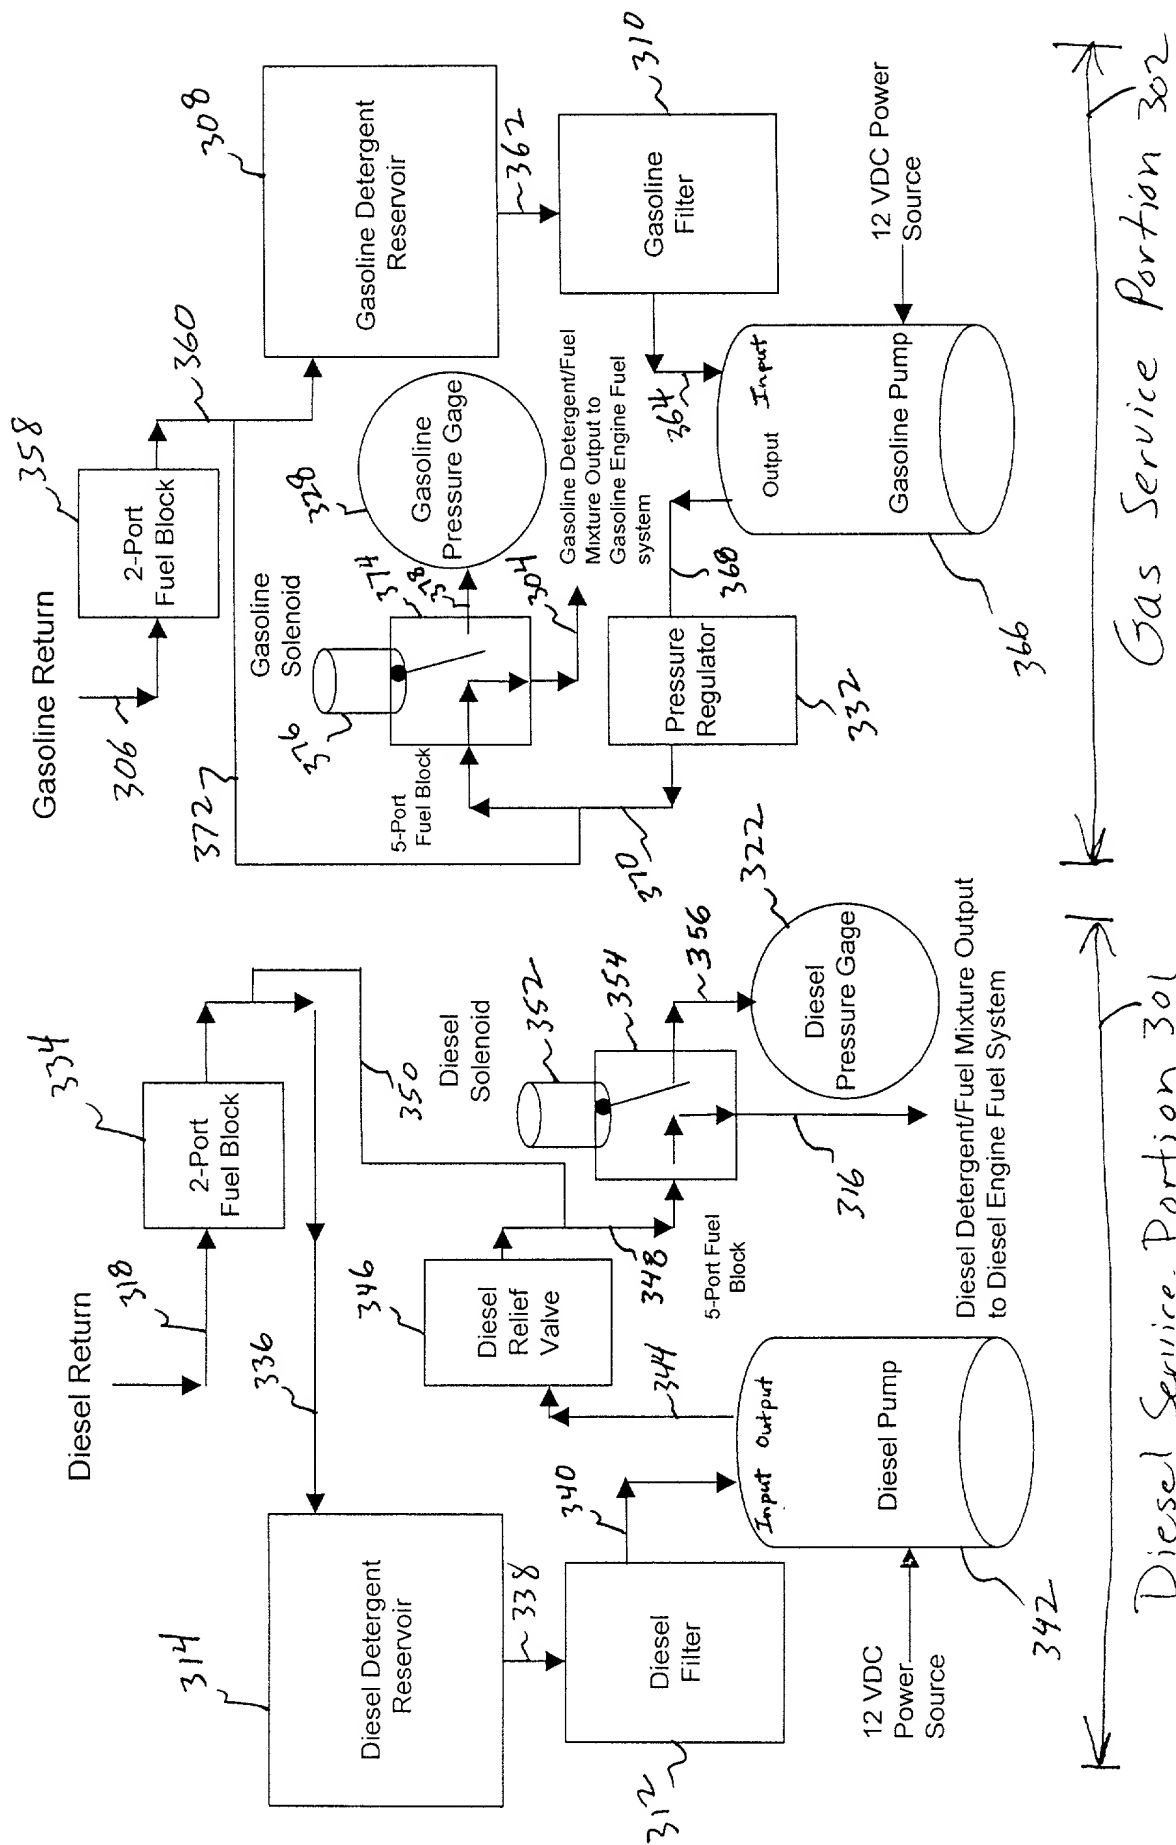 Diesel Return
318
334
2-Port
Fuel Block
336
350
314
Diesel Detergent
Reservoir
338
312
Diesel
Filter
340
Input Output
Diesel Pump
342
12 VDC
Power
Source
344
346
Diesel
Relief
Valve
348
Diesel
Solenoid
352
354
5-Port Fuel
Block
356
316
322
Diesel
Pressure Gage
Diesel Detergent/Fuel Mixture Output
to Diesel Engine Fuel System
Diesel Service Portion 301
Gasoline Return
306
358
2-Port
Fuel Block
360
372
308
Gasoline Detergent
Reservoir
362
310
Gasoline
Filter
364
Output Input
Gasoline Pump
366
12 VDC Power
Source
368
Pressure
Regulator
332
370
5-Port
Fuel Block
Gasoline
Solenoid
376
374
378
328
Gasoline
Pressure Gage
304
Gasoline Detergent/Fuel
Mixture Output to
Gasoline Engine Fuel
system
Gas Service Portion 302